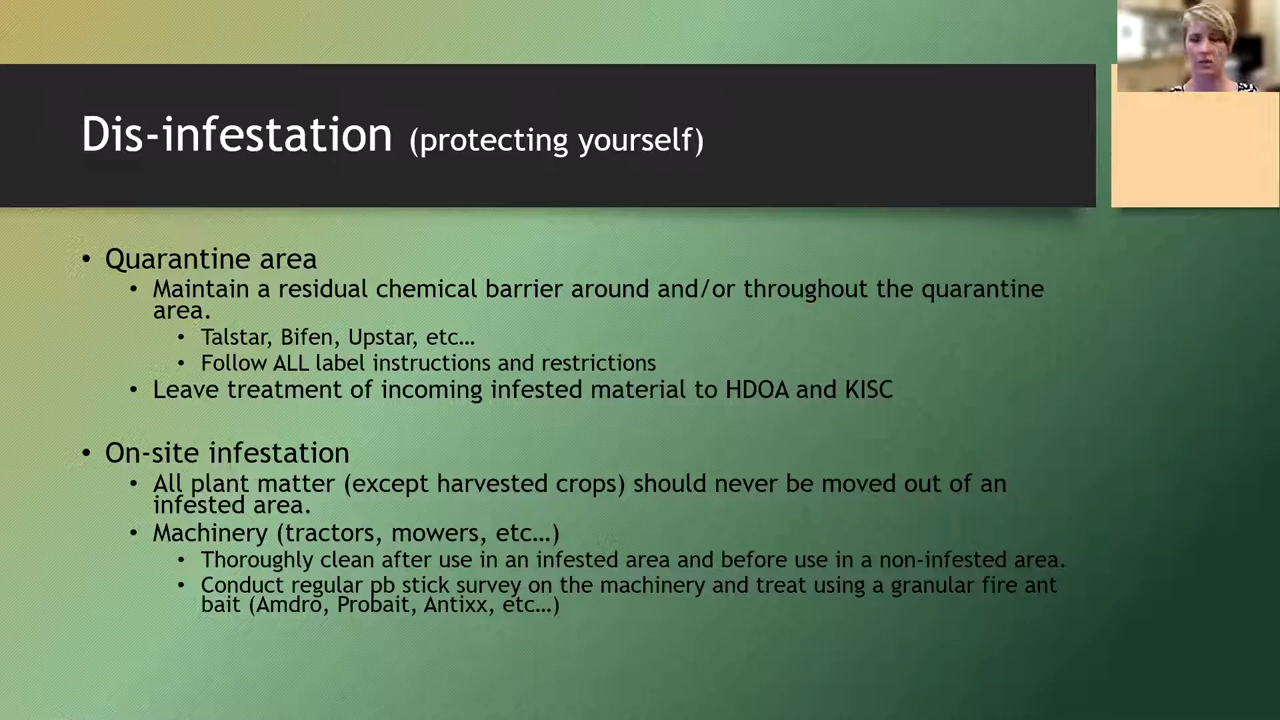 Dis-infestation (protecting yourself)
• Quarantine area
• Maintain a residual chemical barrier around and/or throughout the quarantine
area.
• Talstar, Bifen, Upstar, etc…
• Follow ALL label instructions and restrictions
• Leave treatment of incoming infested material to HDOA and KISC
• On-site infestation
• All plant matter (except harvested crops) should never be moved out of an
infested area.
• Machinery (tractors, mowers, etc…)
• Thoroughly clean after use in an infested area and before use in a non-infested area.
• Conduct regular pb stick survey on the machinery and treat using a granular fire ant
bait (Amdro, Probait, Antixx, etc…)